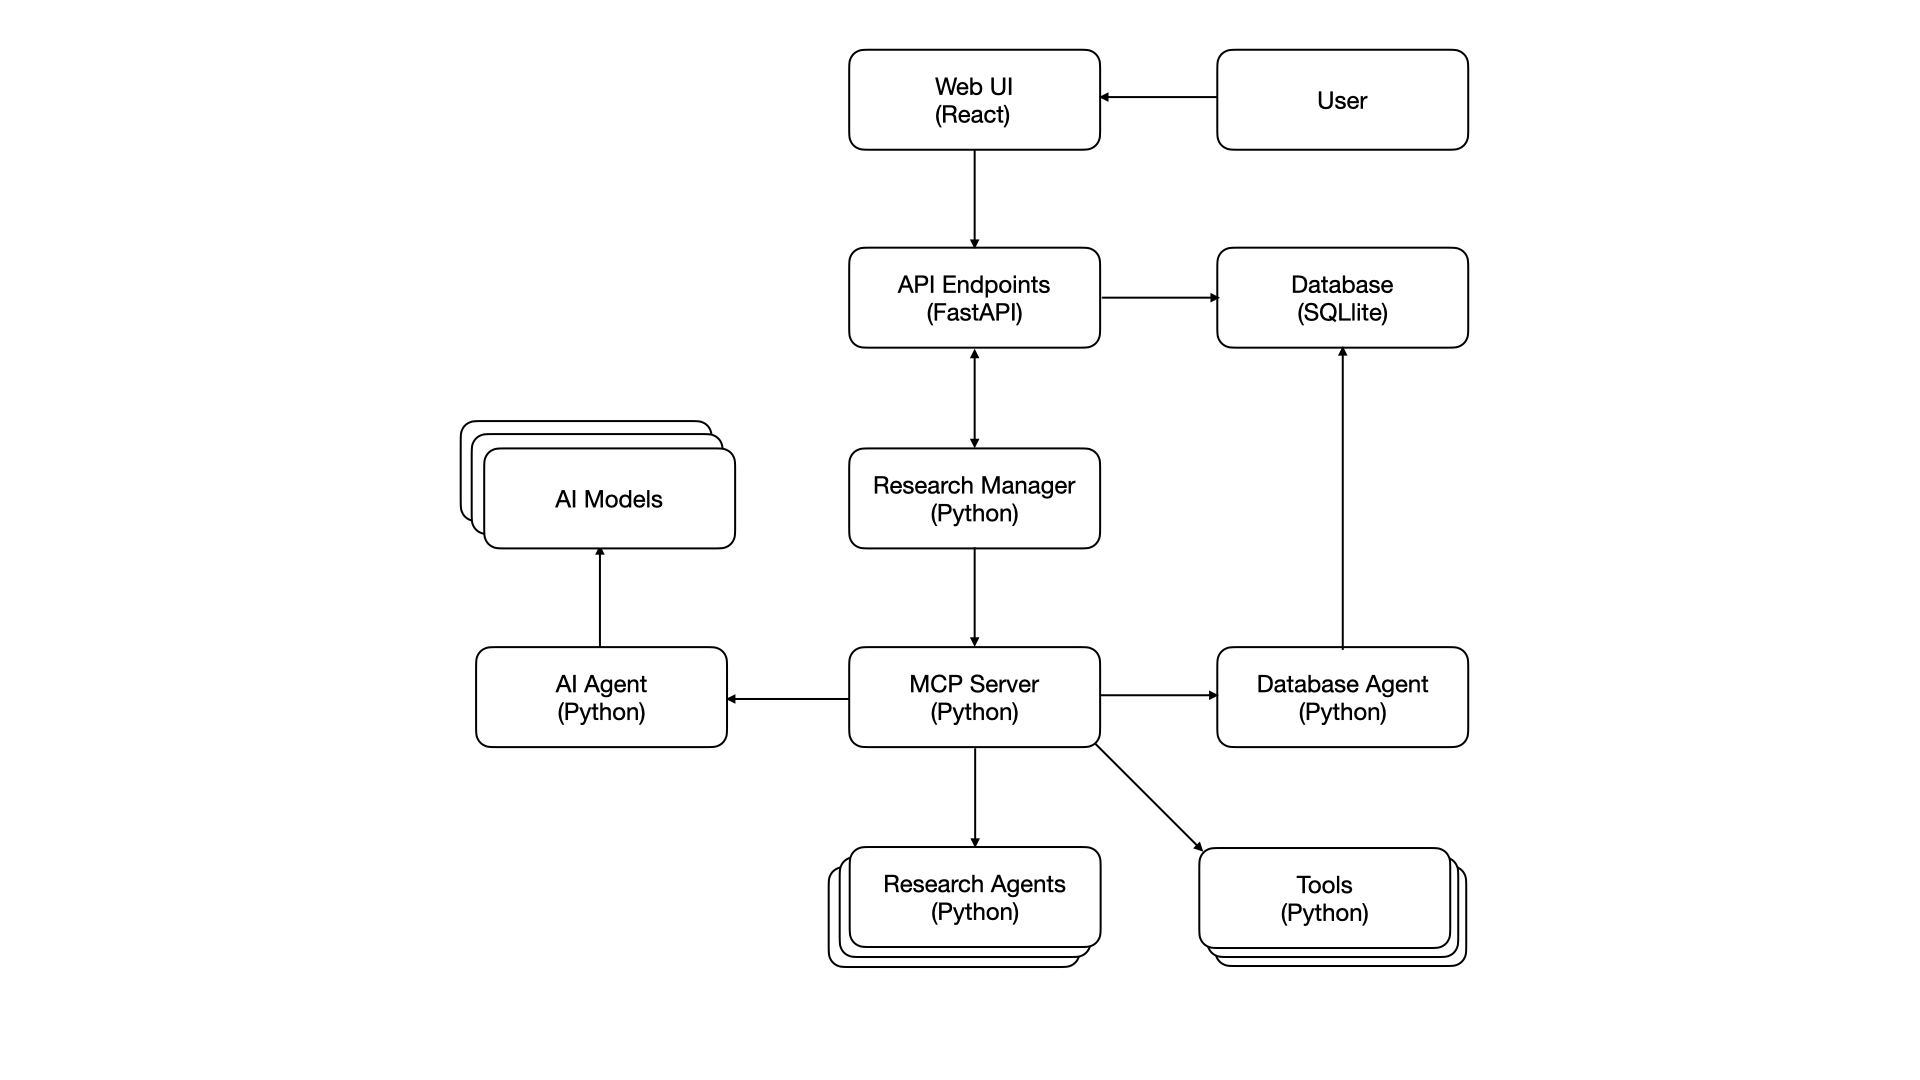 Web UI
(React)
User
API Endpoints
(FastAPI)
Database
(SQLlite)
AI Models
Research Manager
(Python)
AI Agent
(Python)
MCP Server
(Python)
Database Agent
(Python)
Research Agents
(Python)
Tools
(Python)